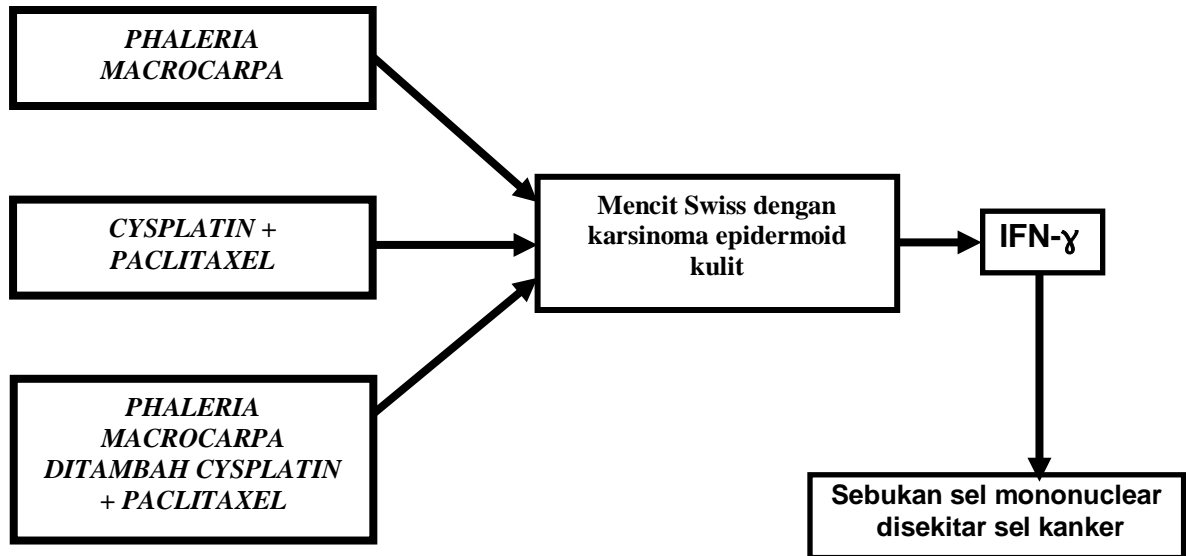 PHALERIA
MACROCARPA
CYSPLATIN +
PACLITAXEL
PHALERIA
MACROCARPA
DITAMBAH CYSPLATIN
+ PACLITAXEL
Mencit Swiss dengan
karsinoma epidermoid
kulit
IFN-γ
Sebukan sel mononuclear
disekitar sel kanker